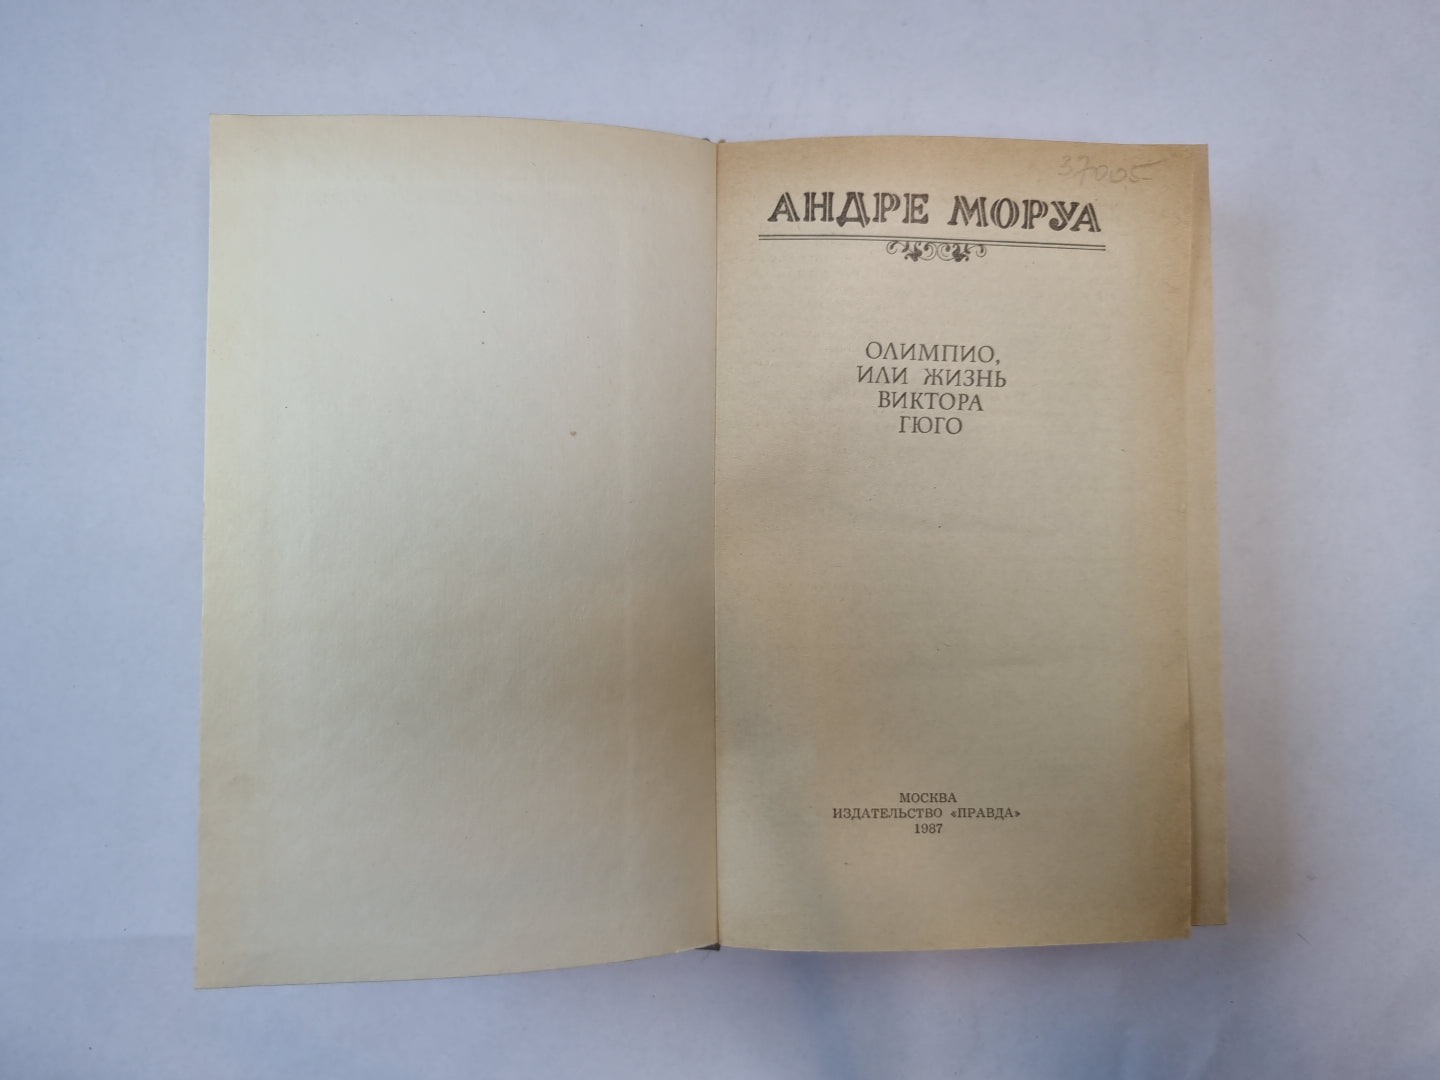 37005
АНДРЕ МОРУА
ОЛИМПИО,
ИЛИ ЖИЗНЬ
ВИКТОРА
ГЮГО
МОСКВА
ИЗДАТЕЛЬСТВО «ПРАВДА»
1987